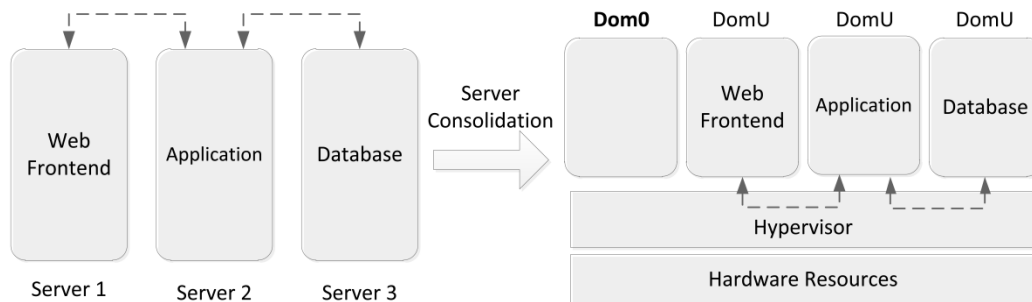 Web
Frontend
Application
Database
Server 1
Server 2
Server 3
Server
Consolidation
Dom0
DomU
DomU
DomU
Web
Frontend
Application
Database
Hypervisor
Hardware Resources